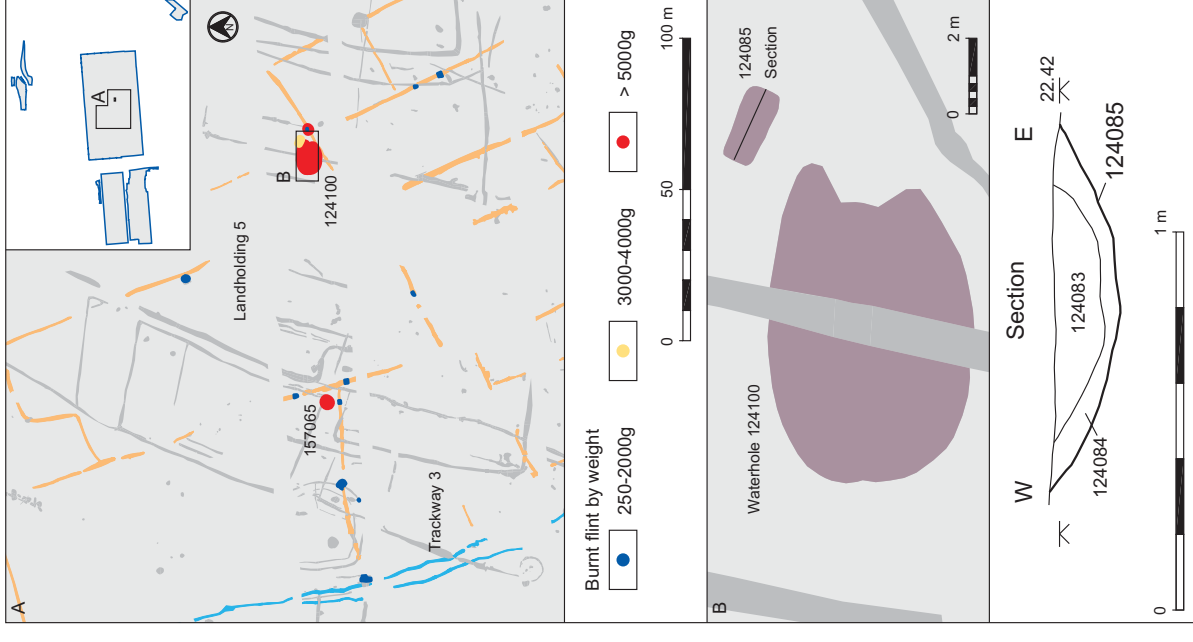 A
N
A
B
Landholding 5
124100
157065
Trackway 3
Burnt flint by weight
250-2000g
3000-4000g
> 5000g
0
50
100 m
B
Waterhole 124100
124085
Section
0
2 m
Section
W
E
22.42
124083
124084
124085
0
1 m